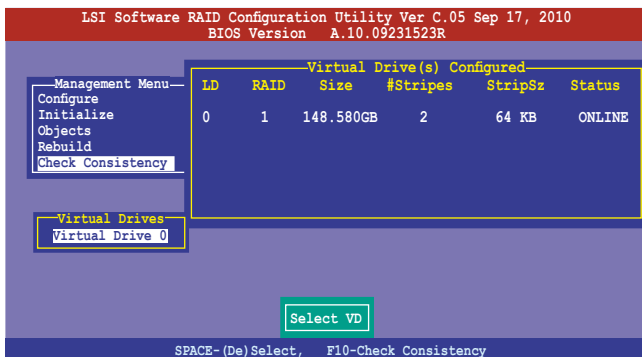 LSI Software RAID Configuration Utility Ver C.05 Sep 17, 2010
BIOS Version A.10.09231523R
Management Menu
Configure
Initialize
Objects
Rebuild
Check Consistency
Virtual Drive(s) Configured
LD RAID Size #Stripes StripSz Status
0 1 148.580GB 2 64 KB ONLINE
Virtual Drives
Virtual Drive 0
Select VD
SPACE-(De)Select, F10-Check Consistency